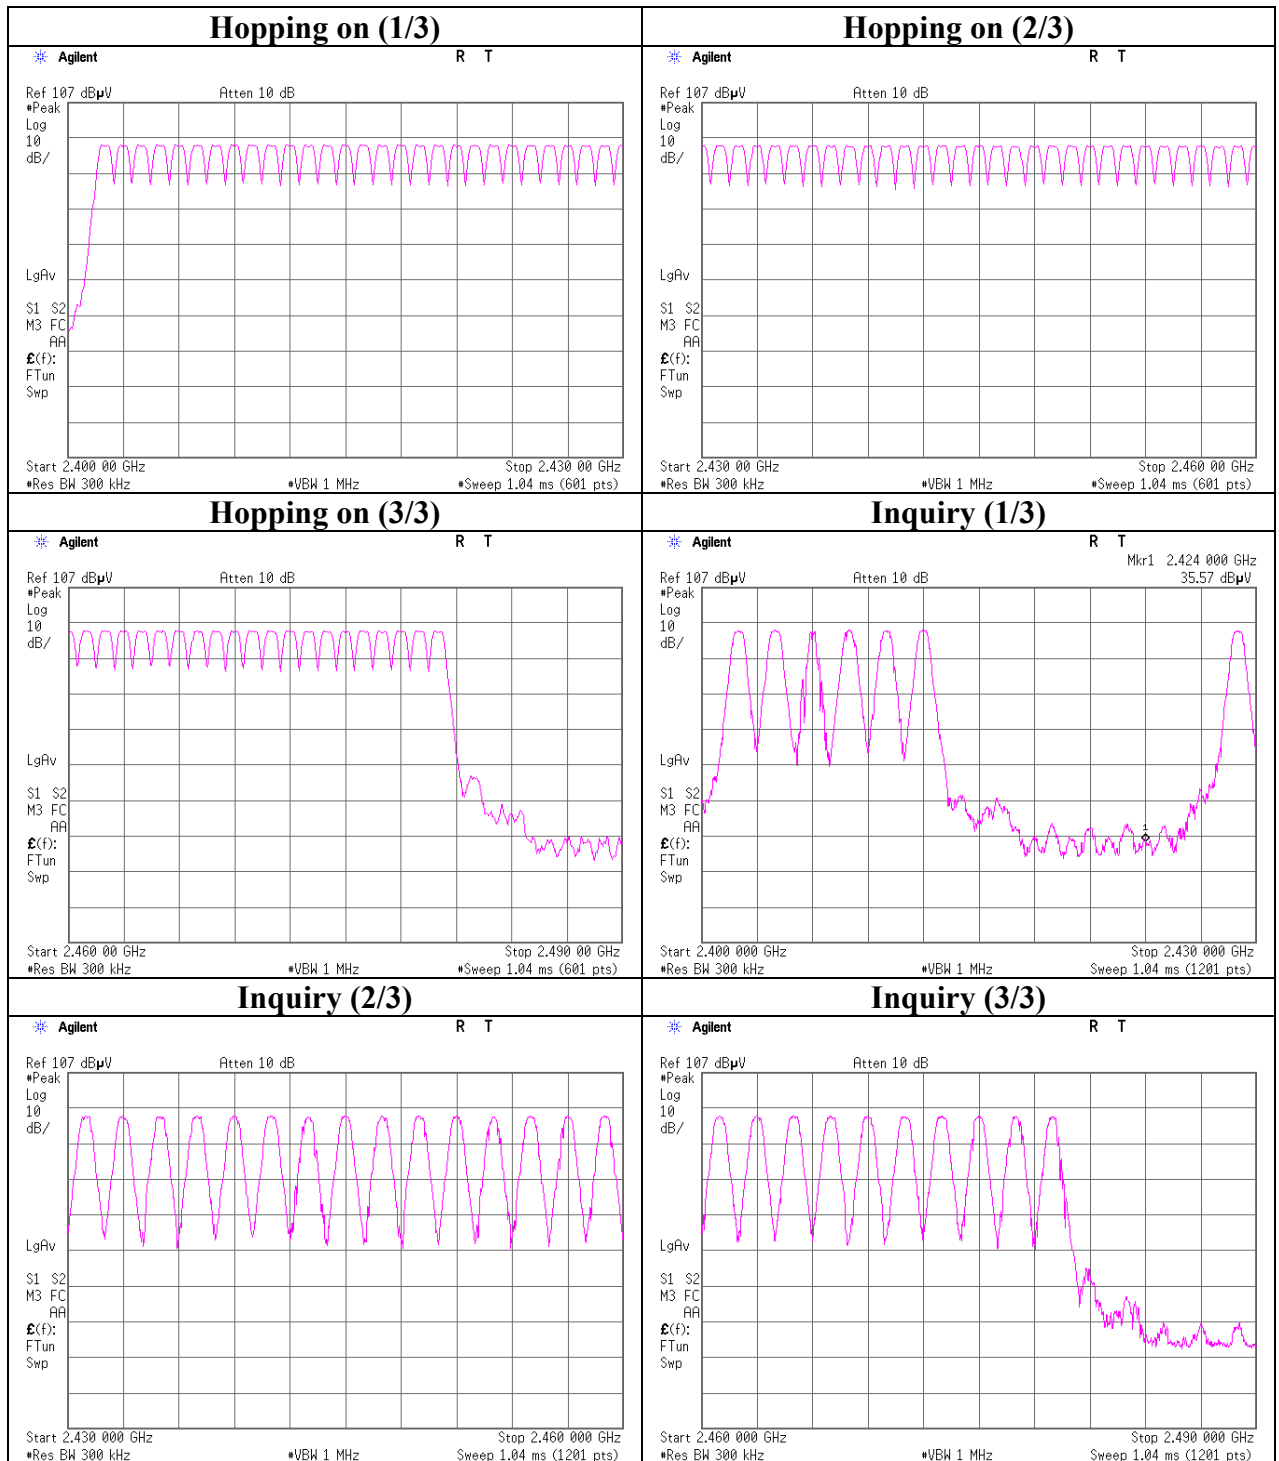 Hopping on (1/3)
Agilent R T
Ref 107 dBµV Atten 10 dB
#Peak
Log
10
dB/
LgAv
S1 S2
M3 FC
AA
£(f):
FTun
Swp
Start 2.400 00 GHz Stop 2.430 00 GHz
#Res BW 300 kHz #VBW 1 MHz #Sweep 1.04 ms (601 pts)
Hopping on (2/3)
Agilent R T
Ref 107 dBµV Atten 10 dB
#Peak
Log
10
dB/
LgAv
S1 S2
M3 FC
AA
£(f):
FTun
Swp
Start 2.430 00 GHz Stop 2.460 00 GHz
#Res BW 300 kHz #VBW 1 MHz #Sweep 1.04 ms (601 pts)
Hopping on (3/3)
Agilent R T
Ref 107 dBµV Atten 10 dB
#Peak
Log
10
dB/
LgAv
S1 S2
M3 FC
AA
£(f):
FTun
Swp
Start 2.460 00 GHz Stop 2.490 00 GHz
#Res BW 300 kHz #VBW 1 MHz #Sweep 1.04 ms (601 pts)
Inquiry (1/3)
Agilent R T
Mkr1 2.424 000 GHz
Ref 107 dBµV Atten 10 dB 35.57 dBµV
#Peak
Log
10
dB/
1
LgAv
S1 S2
M3 FC
AA
£(f):
FTun
Swp
Start 2.400 000 GHz Stop 2.430 000 GHz
#Res BW 300 kHz #VBW 1 MHz Sweep 1.04 ms (1201 pts)
Inquiry (2/3)
Agilent R T
Ref 107 dBµV Atten 10 dB
#Peak
Log
10
dB/
LgAv
S1 S2
M3 FC
AA
£(f):
FTun
Swp
Start 2.430 000 GHz Stop 2.460 000 GHz
#Res BW 300 kHz #VBW 1 MHz Sweep 1.04 ms (1201 pts)
Inquiry (3/3)
Agilent R T
Ref 107 dBµV Atten 10 dB
#Peak
Log
10
dB/
LgAv
S1 S2
M3 FC
AA
£(f):
FTun
Swp
Start 2.460 000 GHz Stop 2.490 000 GHz
#Res BW 300 kHz #VBW 1 MHz Sweep 1.04 ms (1201 pts)